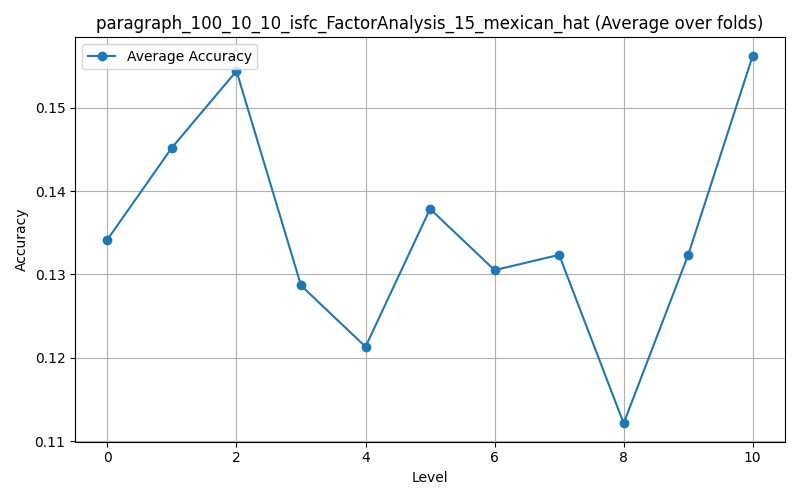 paragraph_100_10_10_isfc_FactorAnalysis_15_mexican_hat (Average over folds)
Average Accuracy
0.15
0.14
0.13
0.12
0.11
Accuracy
0 2 4 6 8 10
Level